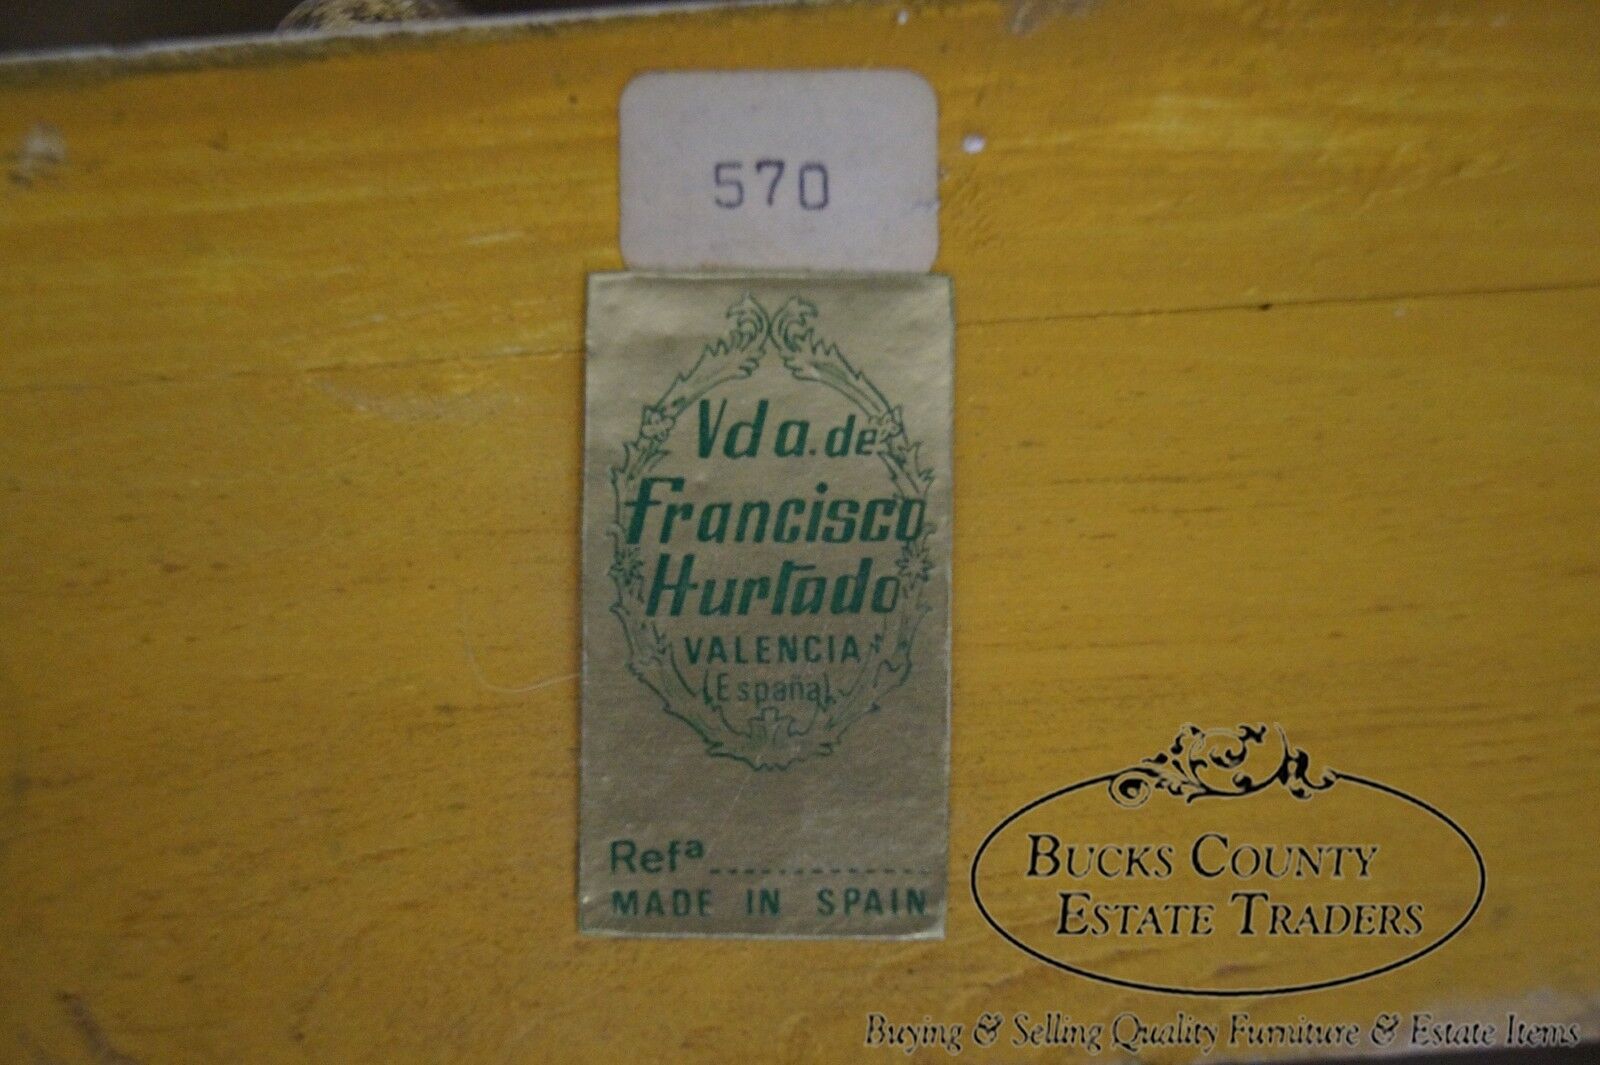 570
Vda. de
Francisco
Hurtado
VALENCIA
(España)
Refª..............
MADE IN SPAIN
BUCKS COUNTY
ESTATE TRADERS
Buying & Selling Quality Furniture & Estate Items